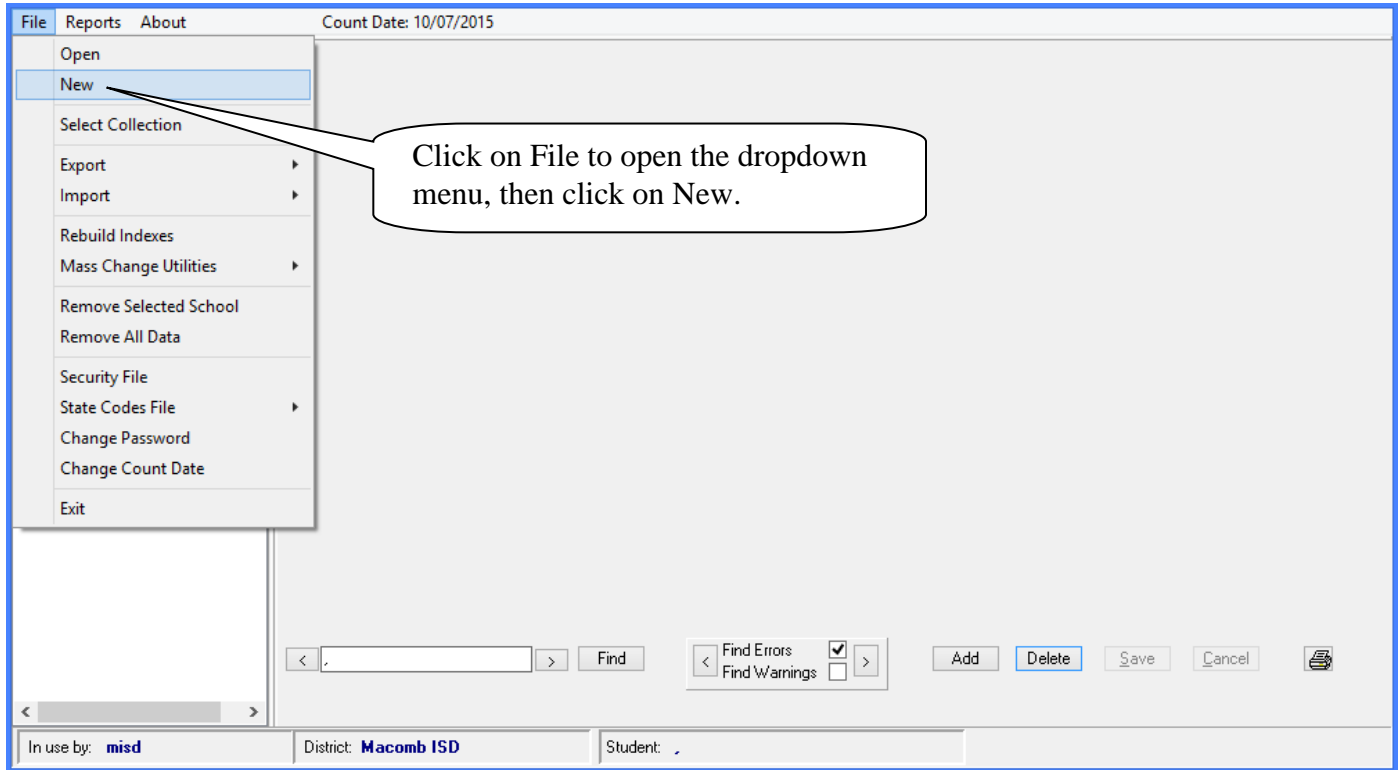 File Reports About Count Date: 10/07/2015
Open
New
Select Collection
Click on File to open the dropdown
menu, then click on New.
Export
Import
Rebuild Indexes
Mass Change Utilities
Remove Selected School
Remove All Data
Security File
State Codes File
Change Password
Change Count Date
Exit
< , > Find < Find Errors > Add Delete Save Cancel
Find Warnings
< >
In use by: misd District: Macomb ISD Student: ,